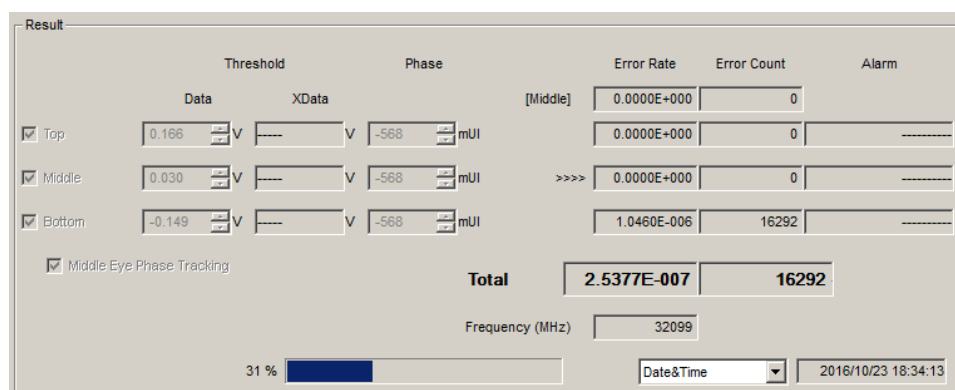 Result
Threshold Phase Error Rate Error Count Alarm
Data XData [Middle] 0.0000E+000 0
Top 0.166 V ----- V -568 mUI 0.0000E+000 0 ----------
Middle 0.030 V ----- V -568 mUI >>>> 0.0000E+000 0 ----------
Bottom -0.149 V ----- V -568 mUI 1.0460E-006 16292 ----------
Middle Eye Phase Tracking
Total 2.5377E-007 16292
Frequency (MHz) 32099
31 % Date&Time 2016/10/23 18:34:13